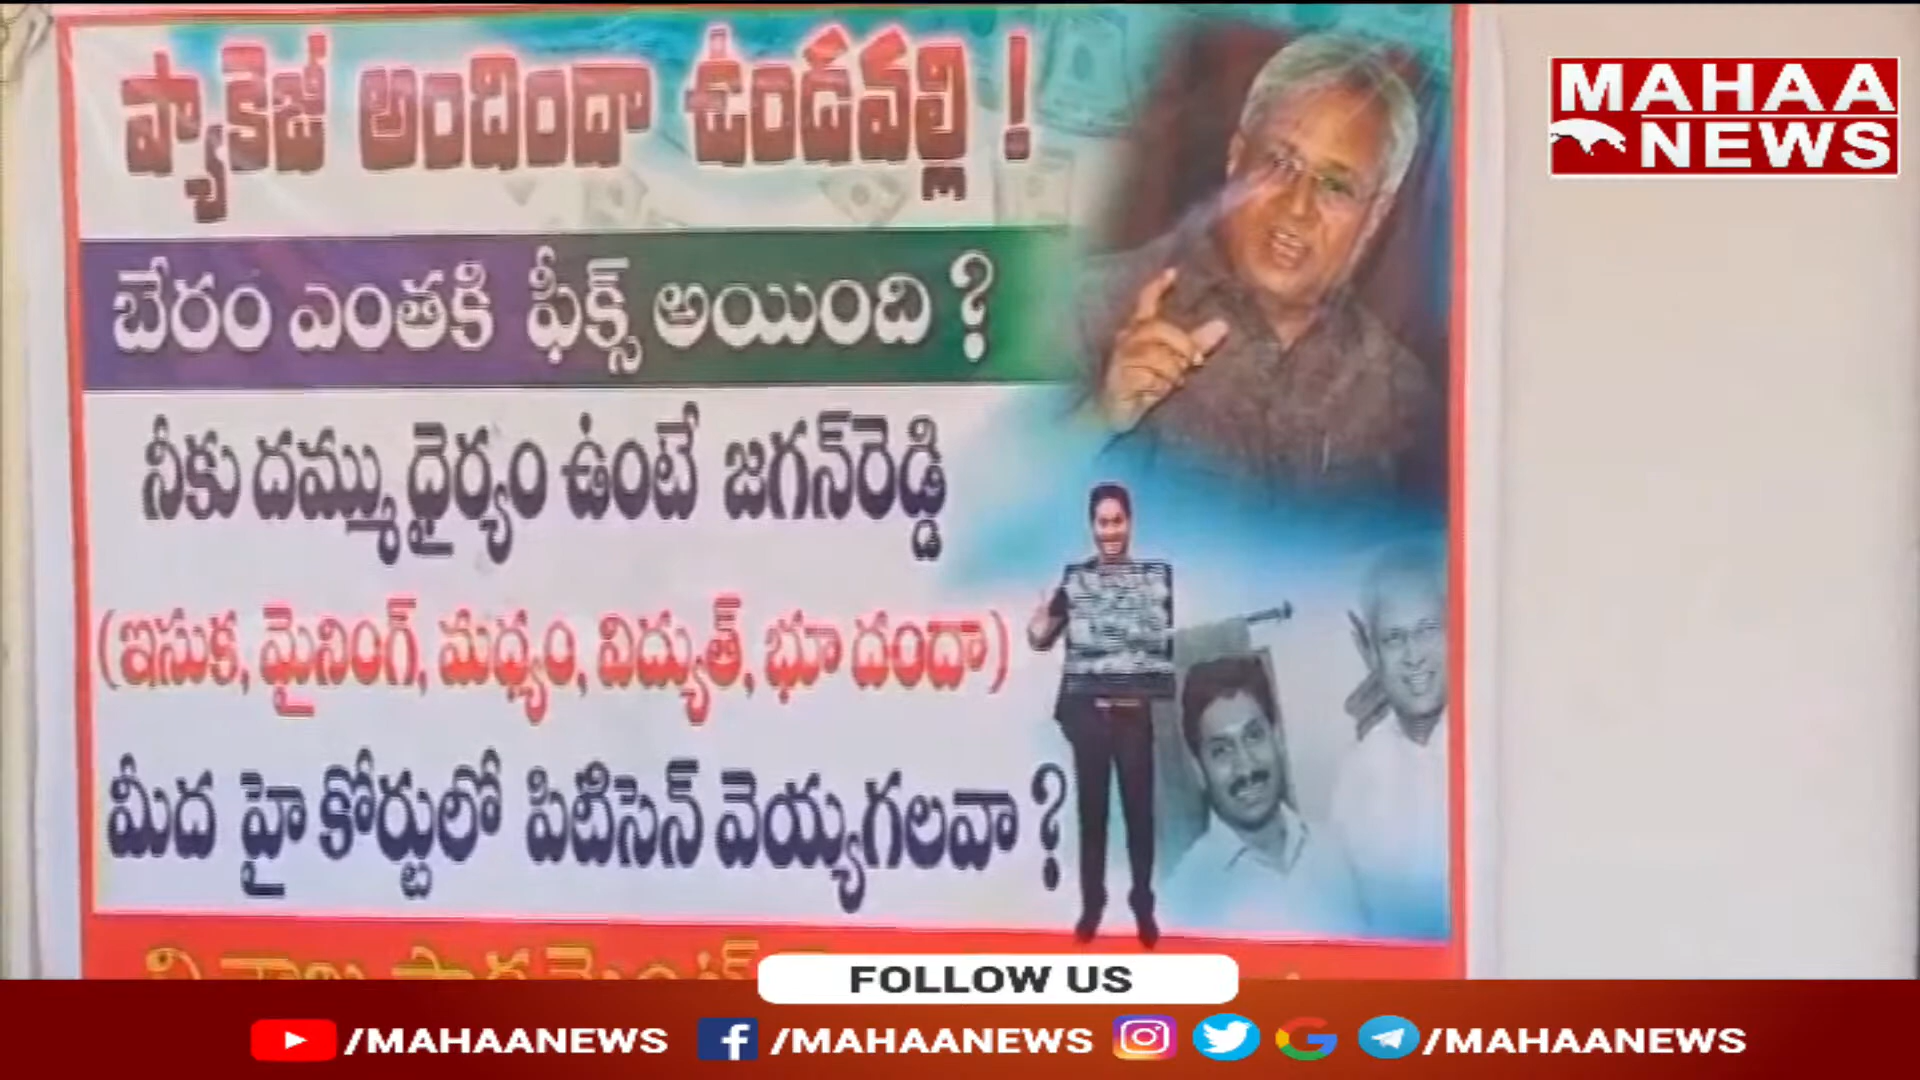 ప్యాకెజీ అందిందా ఉండవల్లి !
MAHAA
NEWS
బేరం ఎంతకి ఫీక్స్ అయింది ?
నీకు దమ్ము ధైర్యం ఉంటే జగన్‌రెడ్డి
(ఇసుక, మైనింగ్, మద్యం, విద్యుత్, భూ దందా)
మీద హై కోర్టులో పిటిసెన్ వెయ్యగలవా ?
FOLLOW US
/MAHAANEWS /MAHAANEWS /MAHAANEWS